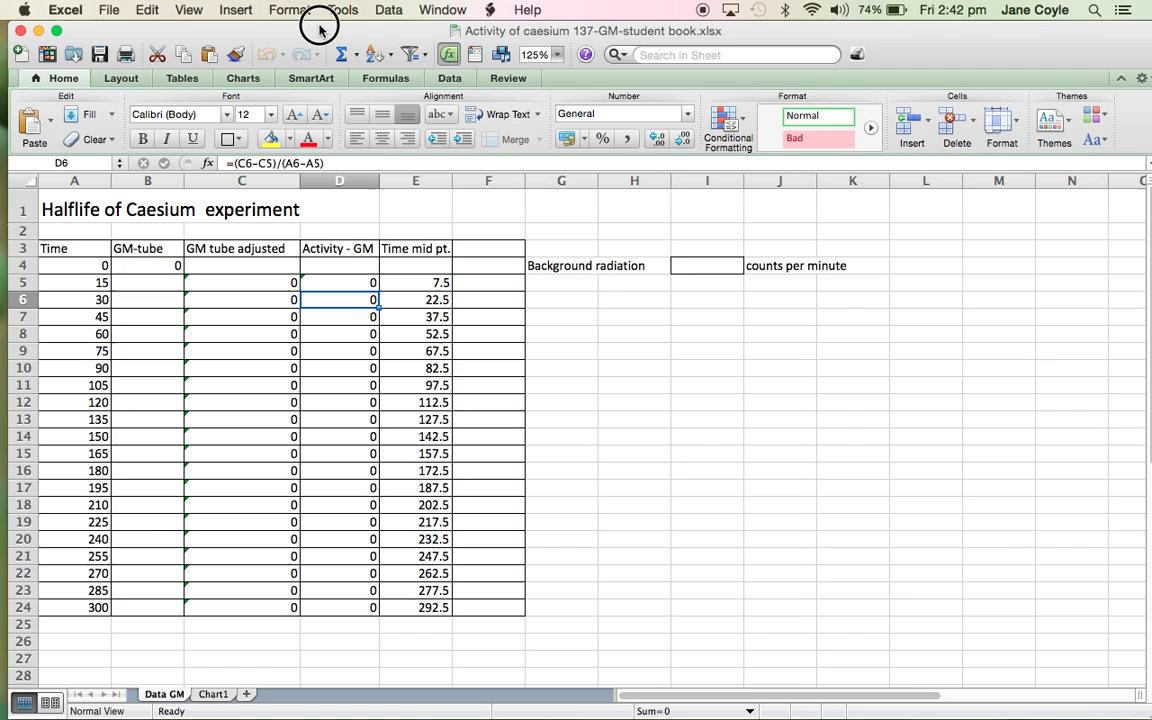 Excel File Edit View Insert Format Tools Data Window Help 74% Fri 2:42 pm Jane Coyle
Activity of caesium 137-GM-student book.xlsx
fx 125% Search in Sheet
Home Layout Tables Charts SmartArt Formulas Data Review
Edit Font Alignment Number Format Cells Themes
Paste Fill Calibri (Body) 12 A A abc Wrap Text General Conditional Formatting Normal Insert Delete Format Themes Aa
Clear B I U A Merge % , Bad
D6 fx =(C6-C5)/(A6-A5)
A B C D E F G H I J K L M N
1 Halflife of Caesium experiment
2
3 Time GM-tube GM tube adjusted Activity - GM Time mid pt.
4 0 0 Background radiation counts per minute
5 15 0 0 7.5
6 30 0 0 22.5
7 45 0 0 37.5
8 60 0 0 52.5
9 75 0 0 67.5
10 90 0 0 82.5
11 105 0 0 97.5
12 120 0 0 112.5
13 135 0 0 127.5
14 150 0 0 142.5
15 165 0 0 157.5
16 180 0 0 172.5
17 195 0 0 187.5
18 210 0 0 202.5
19 225 0 0 217.5
20 240 0 0 232.5
21 255 0 0 247.5
22 270 0 0 262.5
23 285 0 0 277.5
24 300 0 0 292.5
25
26
27
28
Data GM Chart1
Normal View Ready Sum=0